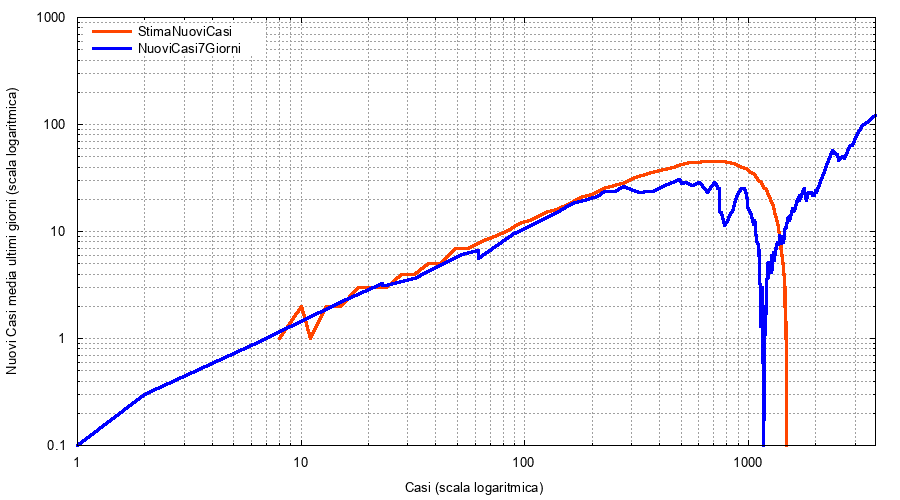 1000
StimaNuoviCasi
NuoviCasi7Giorni
100
10
1
0.1
Nuovi Casi media ultimi giorni (scala logaritmica)
1 10 100 1000
Casi (scala logaritmica)